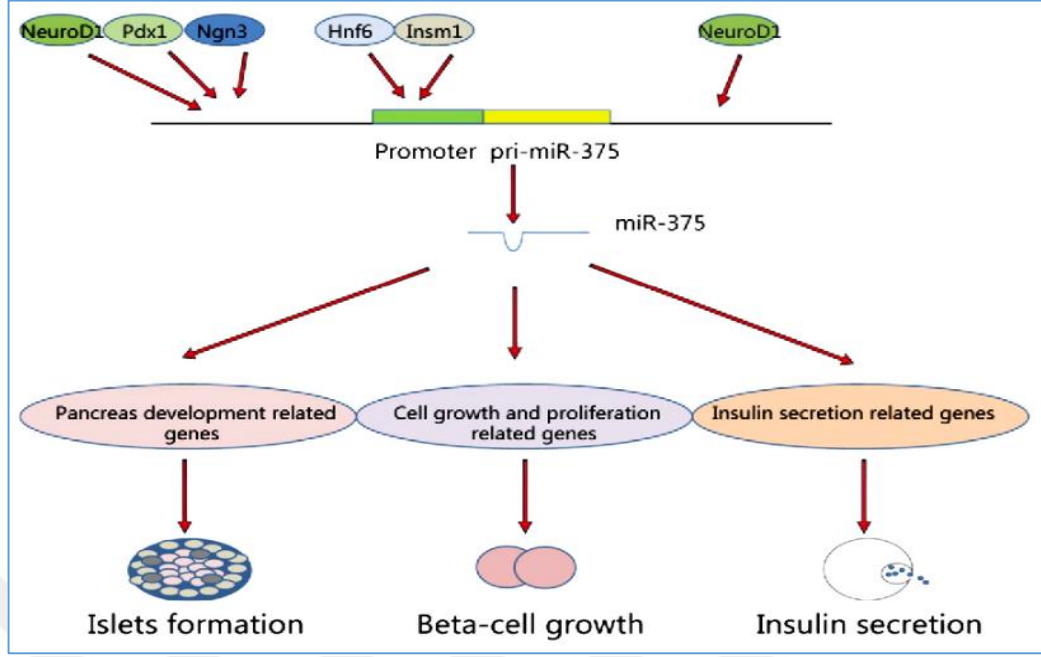 NeuroD1 Pdx1 Ngn3 Hnf6 Insm1 NeuroD1
Promoter pri-miR-375
miR-375
Pancreas development related
genes
Cell growth and proliferation
related genes
Insulin secretion related genes
Islets formation
Beta-cell growth
Insulin secretion